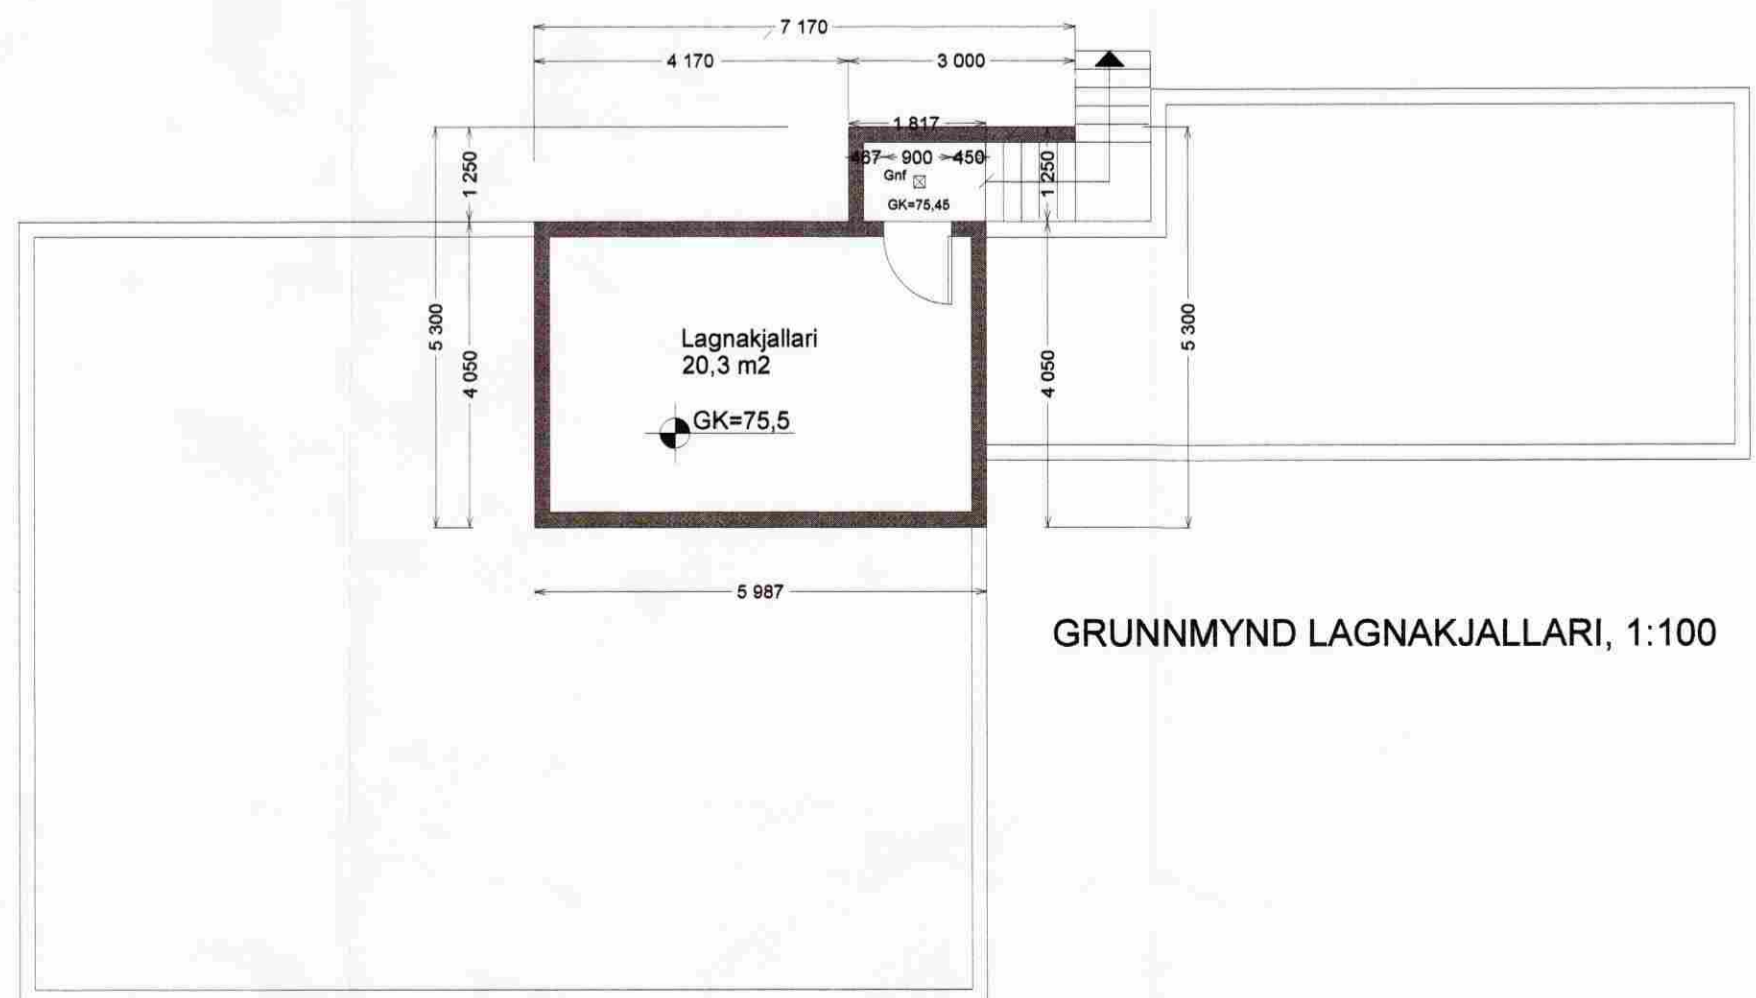 7 170
4 170
3 000
1 817
467
900
450
1 250
1 250
Gnf
GK=75,45
5 300
4 050
Lagnakjallari
20,3 m2
GK=75,5
4 050
5 300
5 987
GRUNNMYND LAGNAKJALLARI, 1:100